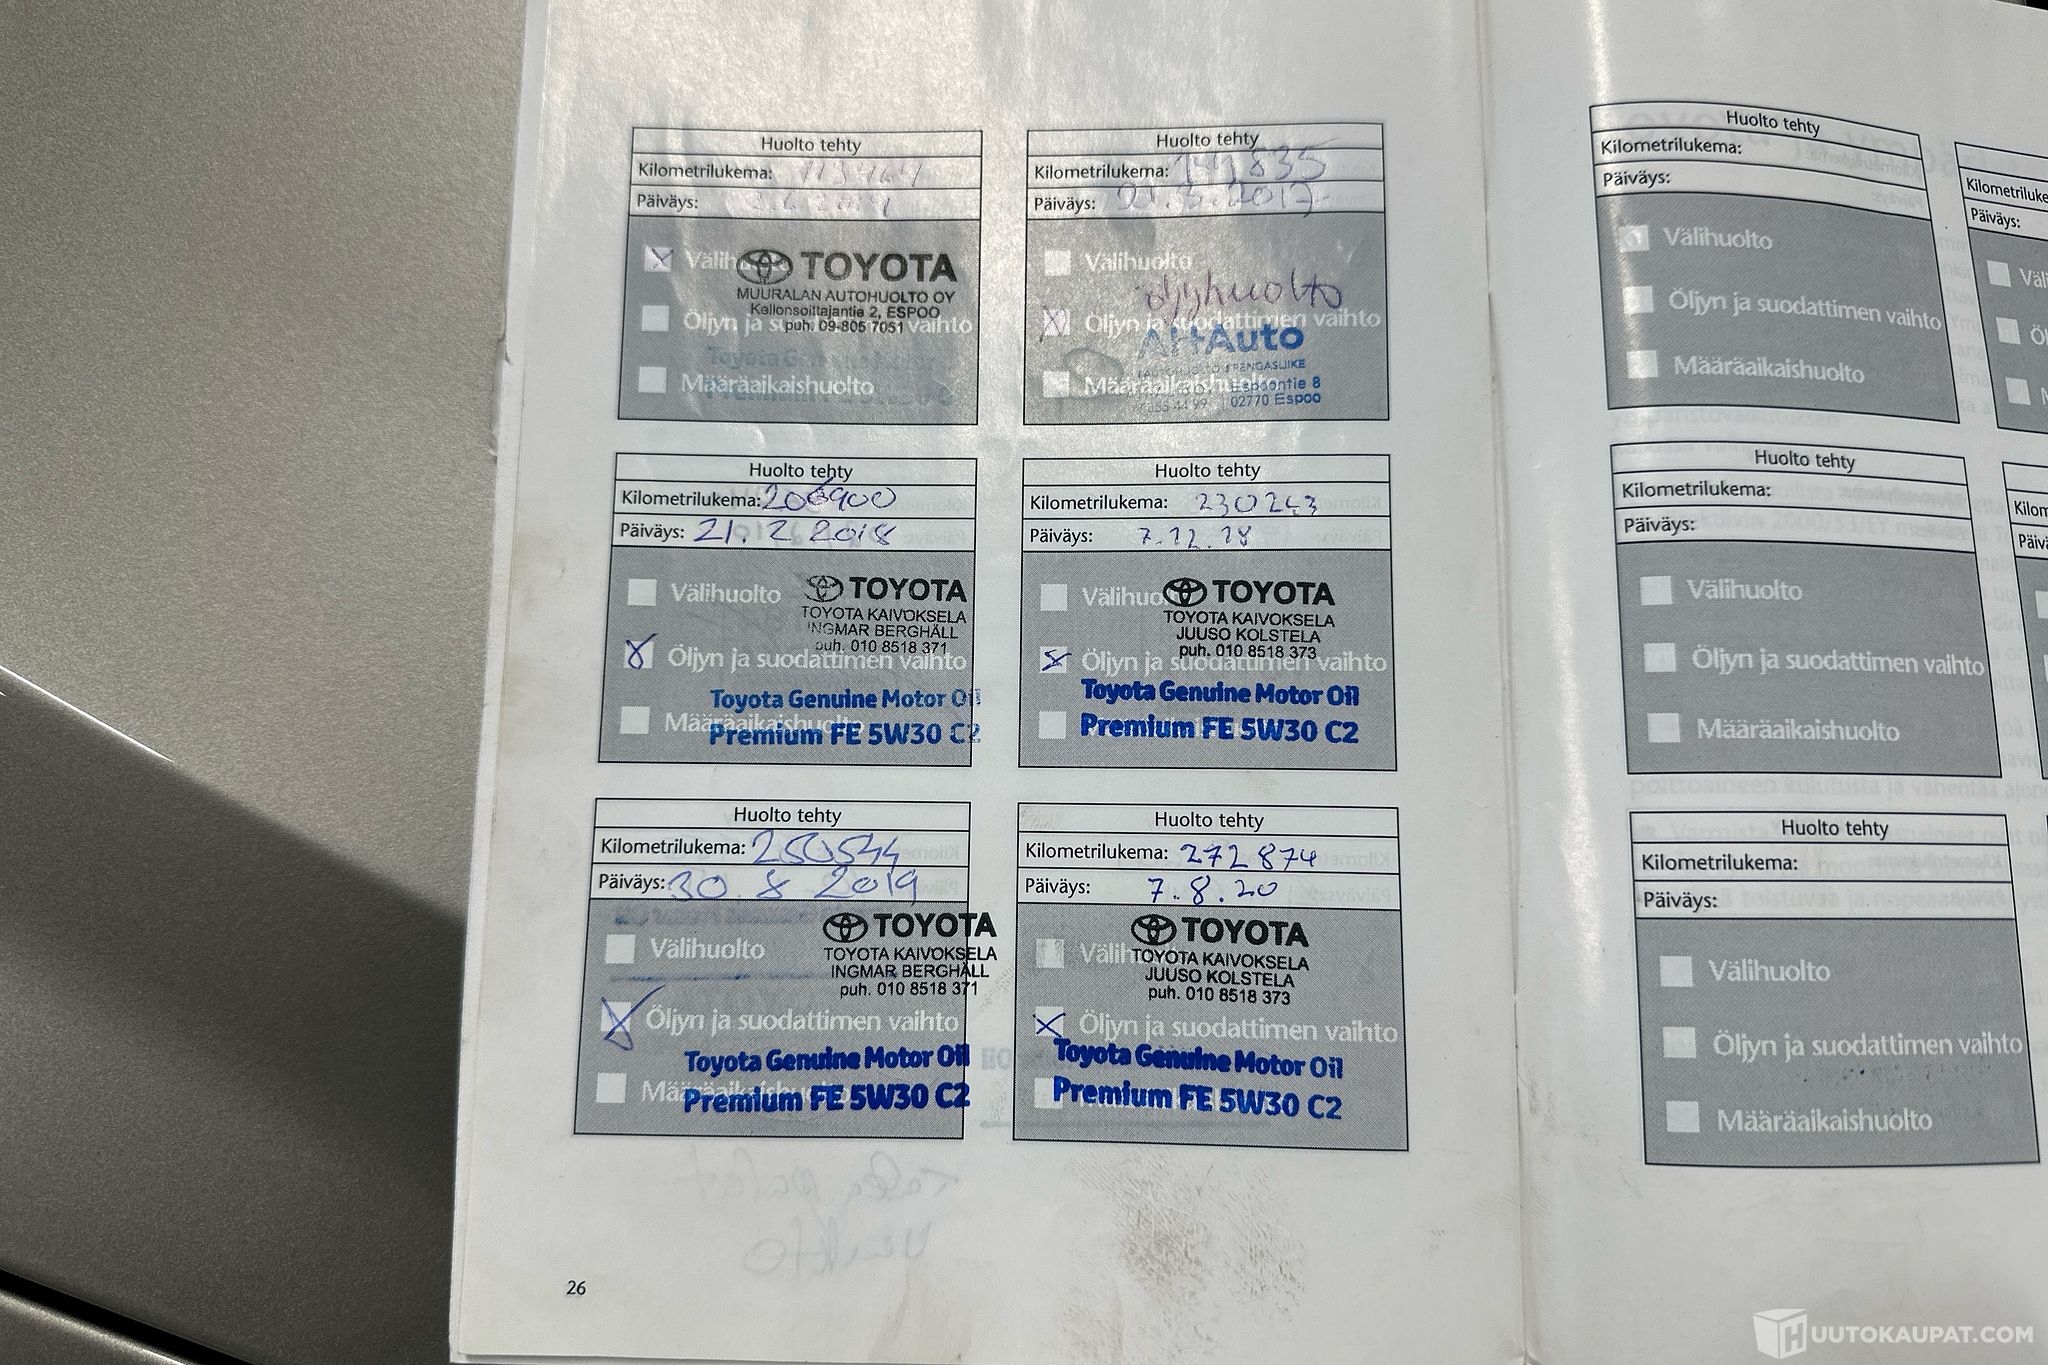 Huolto tehty
Kilometrilukema:
Päiväys:
Välihuolto
TOYOTA
MUURALAN AUTOHUOLTO OY
Kellonsoittajantie 2, ESPOO
puh. 09-805 7051
Öljyn ja suodattimen vaihto
Määräaikaishuolto
Huolto tehty
Kilometrilukema:
Päiväys: 2017
Välihuolto
öljyhuolto
Öljyn ja suodattimen vaihto
AH Auto
Määräaikaishuolto
Espoontie 8
02770 Espoo
Huolto tehty
Kilometrilukema:
Päiväys: 21.2 2018
Välihuolto
TOYOTA
TOYOTA KAIVOKSELA
INGMAR BERGHÄLL
puh. 010 8518 371
Öljyn ja suodattimen vaihto
Toyota Genuine Motor Oil
Määräaikaishuolto
Premium FE 5W30 C2
Huolto tehty
Kilometrilukema: 230243
Päiväys: 7.12.18
Välihuolto
TOYOTA
TOYOTA KAIVOKSELA
JUUSO KOLSTELA
puh. 010 8518 373
Öljyn ja suodattimen vaihto
Toyota Genuine Motor Oil
Premium FE 5W30 C2
Huolto tehty
Kilometrilukema: 250544
Päiväys: 30.8 2019
TOYOTA
Välihuolto
TOYOTA KAIVOKSELA
INGMAR BERGHÄLL
puh. 010 8518 371
Öljyn ja suodattimen vaihto
Toyota Genuine Motor Oil
Määräaikaishuolto
Premium FE 5W30 C2
Huolto tehty
Kilometrilukema: 272874
Päiväys: 7.8.20
TOYOTA
Välihuolto
TOYOTA KAIVOKSELA
JUUSO KOLSTELA
puh. 010 8518 373
Öljyn ja suodattimen vaihto
Toyota Genuine Motor Oil
Premium FE 5W30 C2
26
Huolto tehty
Kilometrilukema:
Päiväys:
Välihuolto
Öljyn ja suodattimen vaihto
Määräaikaishuolto
Huolto tehty
Kilometrilukema:
Päiväys:
Välihuolto
Öljyn ja suodattimen vaihto
Määräaikaishuolto
Huolto tehty
Kilometrilukema:
Päiväys:
Välihuolto
Öljyn ja suodattimen vaihto
Määräaikaishuolto
Päiväys:
HUUTOKAUPAT.COM